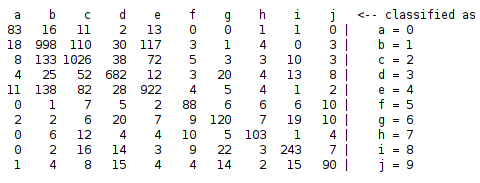 a b c d e f g h i j <-- classified as
83 16 11 2 13 0 0 1 1 0 | a = 0
18 998 110 30 117 3 1 4 0 3 | b = 1
8 133 1026 38 72 5 3 3 10 3 | c = 2
4 25 52 682 12 3 20 4 13 8 | d = 3
11 138 82 28 922 4 5 4 1 2 | e = 4
0 1 7 5 2 88 6 6 6 10 | f = 5
2 2 6 20 7 9 120 7 19 10 | g = 6
0 6 12 4 4 10 5 103 1 4 | h = 7
0 2 16 14 3 9 22 3 243 7 | i = 8
1 4 8 15 4 4 14 2 15 90 | j = 9